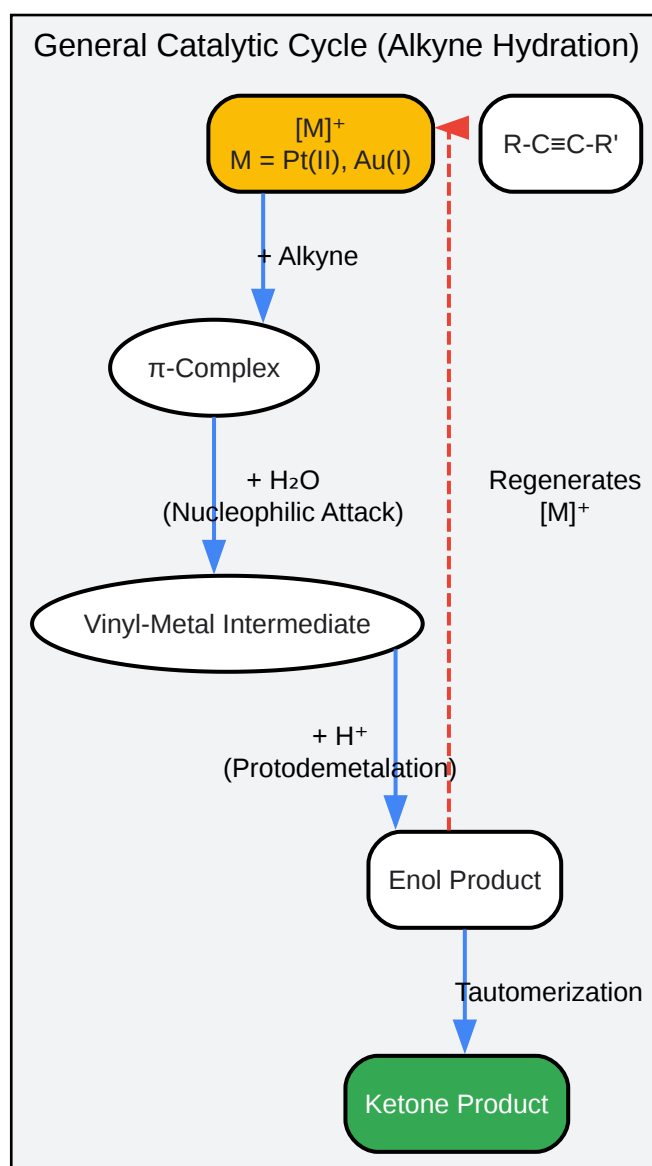 General Catalytic Cycle (Alkyne Hydration)
[M]⁺
M = Pt(II), Au(I)
R-C≡C-R'
+ Alkyne
π-Complex
+ H₂O
(Nucleophilic Attack)
Regenerates
[M]⁺
Vinyl-Metal Intermediate
+ H⁺
(Protodemetalation)
Enol Product
Tautomerization
Ketone Product